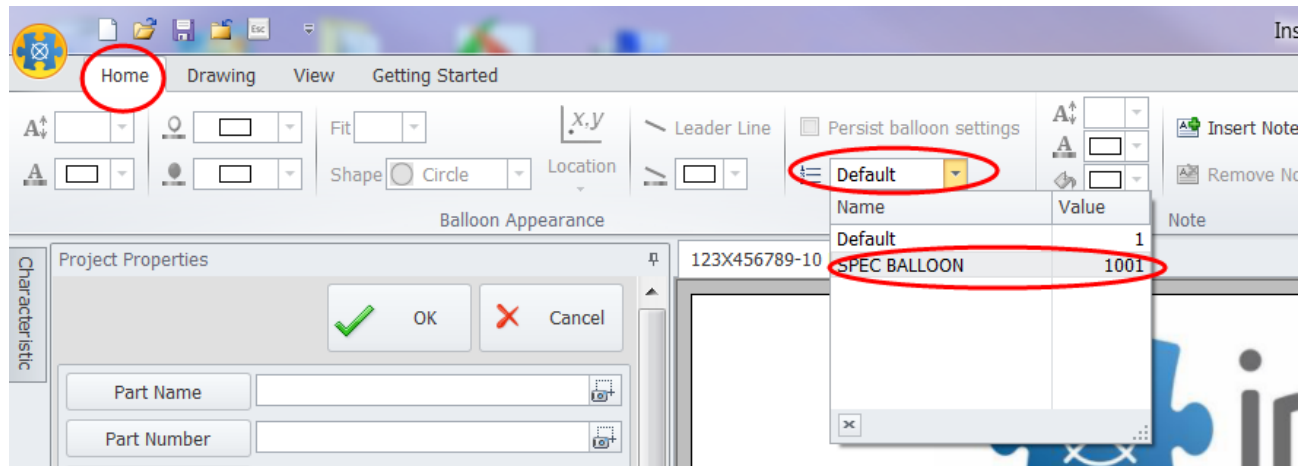 Esc
Ins
Home Drawing View Getting Started
Fit
x,y
Leader Line
Persist balloon settings
Insert Note
Shape Circle
Location
Default
Remove No
Balloon Appearance
Note
Name Value
Default 1
SPEC BALLOON 1001
Characteristic
Project Properties
123X456789-10
OK
Cancel
Part Name
Part Number
in